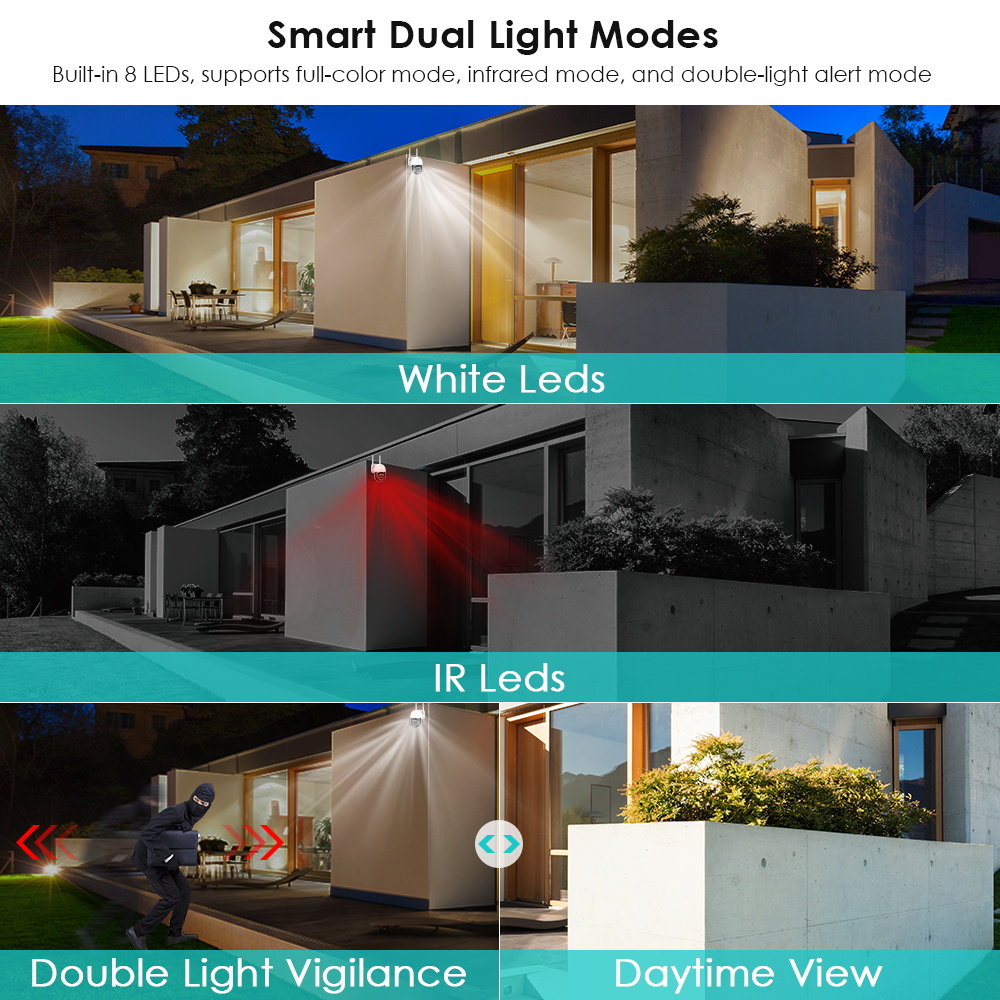 Smart Dual Light Modes
Built-in 8 LEDs, supports full-color mode, infrared mode, and double-light alert mode
White Leds
IR Leds
Double Light Vigilance
Daytime View